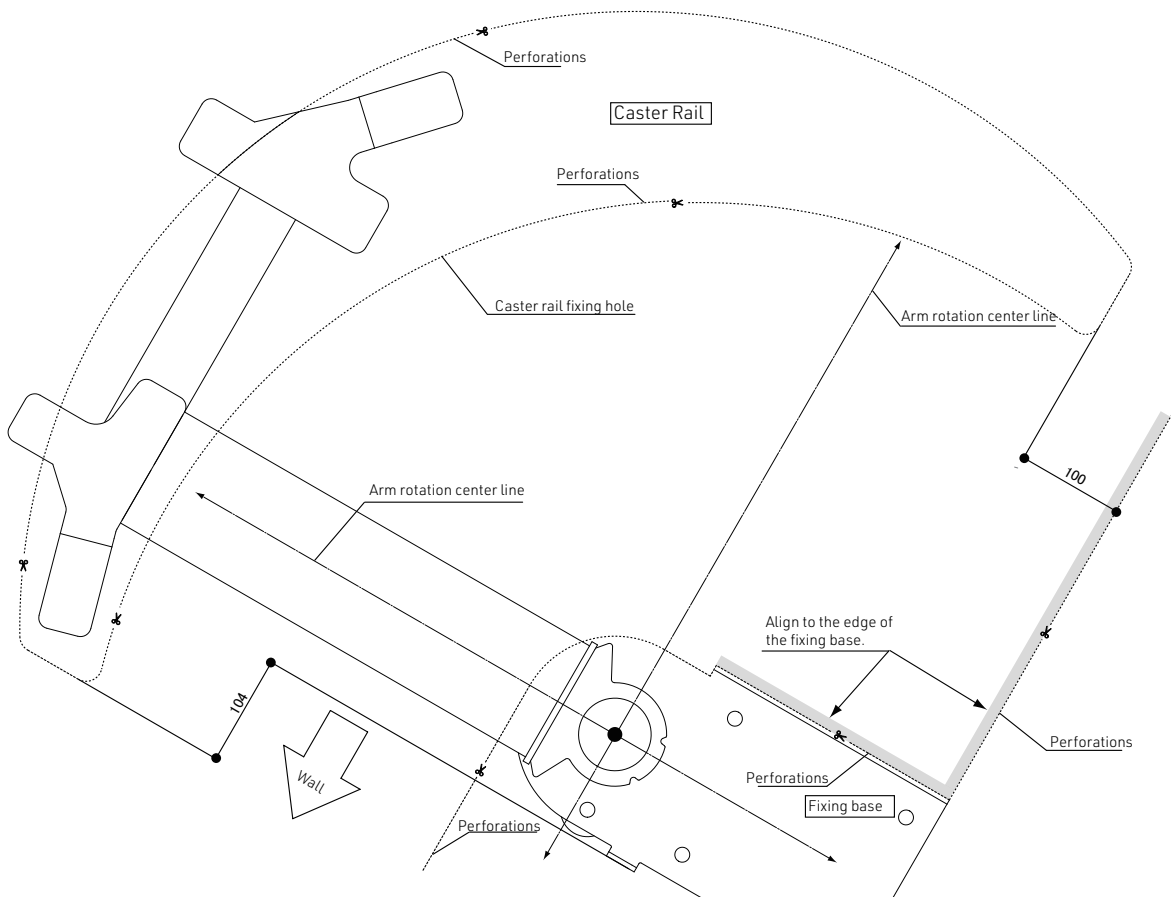 Perforations
Caster Rail
Perforations
Caster rail fixing hole
Arm rotation center line
100
Arm rotation center line
Align to the edge of
the fixing base.
104
Wall
Perforations
Perforations
Fixing base
Perforations